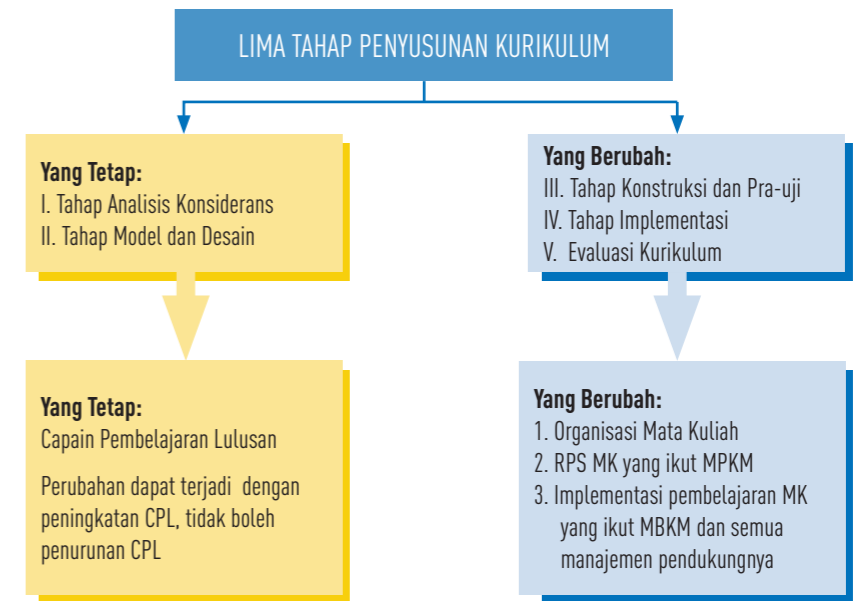 LIMA TAHAP PENYUSUNAN KURIKULUM
Yang Tetap:
I. Tahap Analisis Konsiderans
II. Tahap Model dan Desain
Yang Berubah:
III. Tahap Konstruksi dan Pra-uji
IV. Tahap Implementasi
V. Evaluasi Kurikulum
Yang Tetap:
Capain Pembelajaran Lulusan
Perubahan dapat terjadi dengan
peningkatan CPL, tidak boleh
penurunan CPL
Yang Berubah:
1. Organisasi Mata Kuliah
2. RPS MK yang ikut MPKM
3. Implementasi pembelajaran MK
yang ikut MBKM dan semua
manajemen pendukungnya